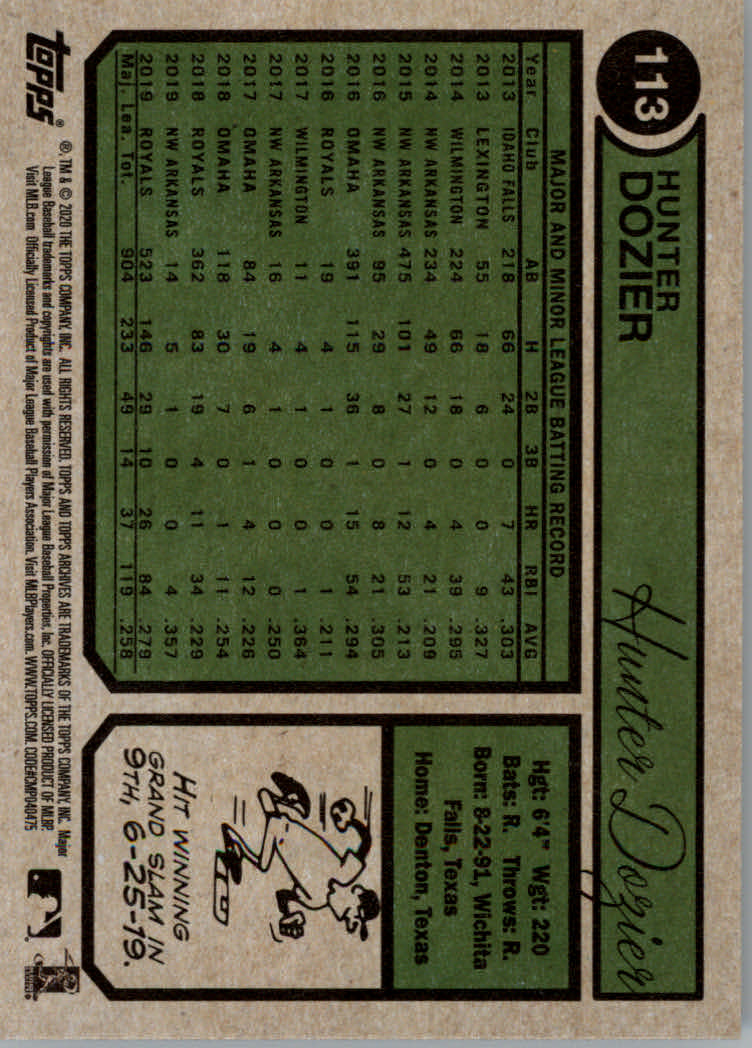 113
HUNTER
DOZIER
Hunter Dozier
MAJOR AND MINOR LEAGUE BATTING RECORD
Year Club AB H 2B 3B HR RBI AVG
2013 IDAHO FALLS 218 66 24 0 7 43 .303
2013 LEXINGTON 55 18 6 0 0 9 .327
2014 WILMINGTON 224 66 18 0 4 39 .295
2014 NW ARKANSAS 234 49 12 0 4 21 .209
2015 NW ARKANSAS 475 101 27 1 12 53 .213
2016 NW ARKANSAS 95 29 8 0 8 21 .305
2016 OMAHA 391 115 36 1 15 54 .294
2016 ROYALS 19 4 1 0 0 1 .211
2017 WILMINGTON 11 4 1 0 0 1 .364
2017 NW ARKANSAS 16 4 1 0 0 0 .250
2017 OMAHA 84 19 6 1 4 12 .226
2018 OMAHA 118 30 7 0 1 11 .254
2018 ROYALS 362 83 19 4 11 34 .229
2019 NW ARKANSAS 14 5 1 0 0 4 .357
2019 ROYALS 523 146 29 10 26 84 .279
Maj. Lea. Tot. 904 233 49 14 37 119 .258
Hgt: 6'4" Wgt: 220
Bats: R. Throws: R.
Born: 8-22-91, Wichita
Falls, Texas
Home: Denton, Texas
HIT WINNING
GRAND SLAM IN
9TH, 6-25-19.
topps®
®, TM & © 2020 THE TOPPS COMPANY, INC. ALL RIGHTS RESERVED. TOPPS AND TOPPS ARCHIVES ARE TRADEMARKS OF THE TOPPS COMPANY, INC. Major
League Baseball trademarks and copyrights are used with permission of Major League Baseball Properties, Inc. OFFICIALLY LICENSED PRODUCT OF MLBP.
Visit MLB.com Officially Licensed Product of Major League Baseball Players Association. Visit MLBPlayers.com. WWW.TOPPS.COM. CODE#CMP040475